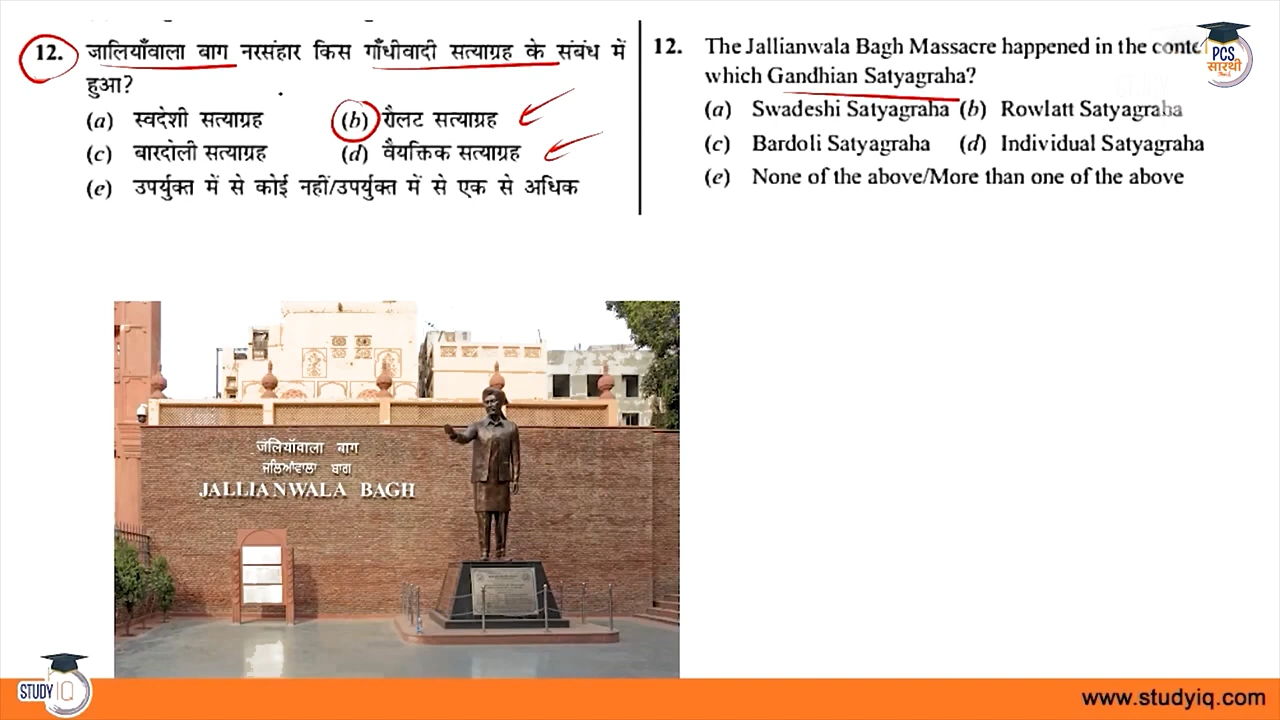 12. जालियाँवाला बाग नरसंहार किस गाँधीवादी सत्याग्रह के संबंध में
हुआ?
(a) स्वदेशी सत्याग्रह (b) रौलट सत्याग्रह
(c) बारदोली सत्याग्रह (d) वैयक्तिक सत्याग्रह
(e) उपर्युक्त में से कोई नहीं/उपर्युक्त में से एक से अधिक
12. The Jallianwala Bagh Massacre happened in the conte
which Gandhian Satyagraha?
(a) Swadeshi Satyagraha (b) Rowlatt Satyagraha
(c) Bardoli Satyagraha (d) Individual Satyagraha
(e) None of the above/More than one of the above
PCS
सारथी
जलियाँवाला बाग
JALLIANWALA BAGH
STUDY IQ
www.studyiq.com